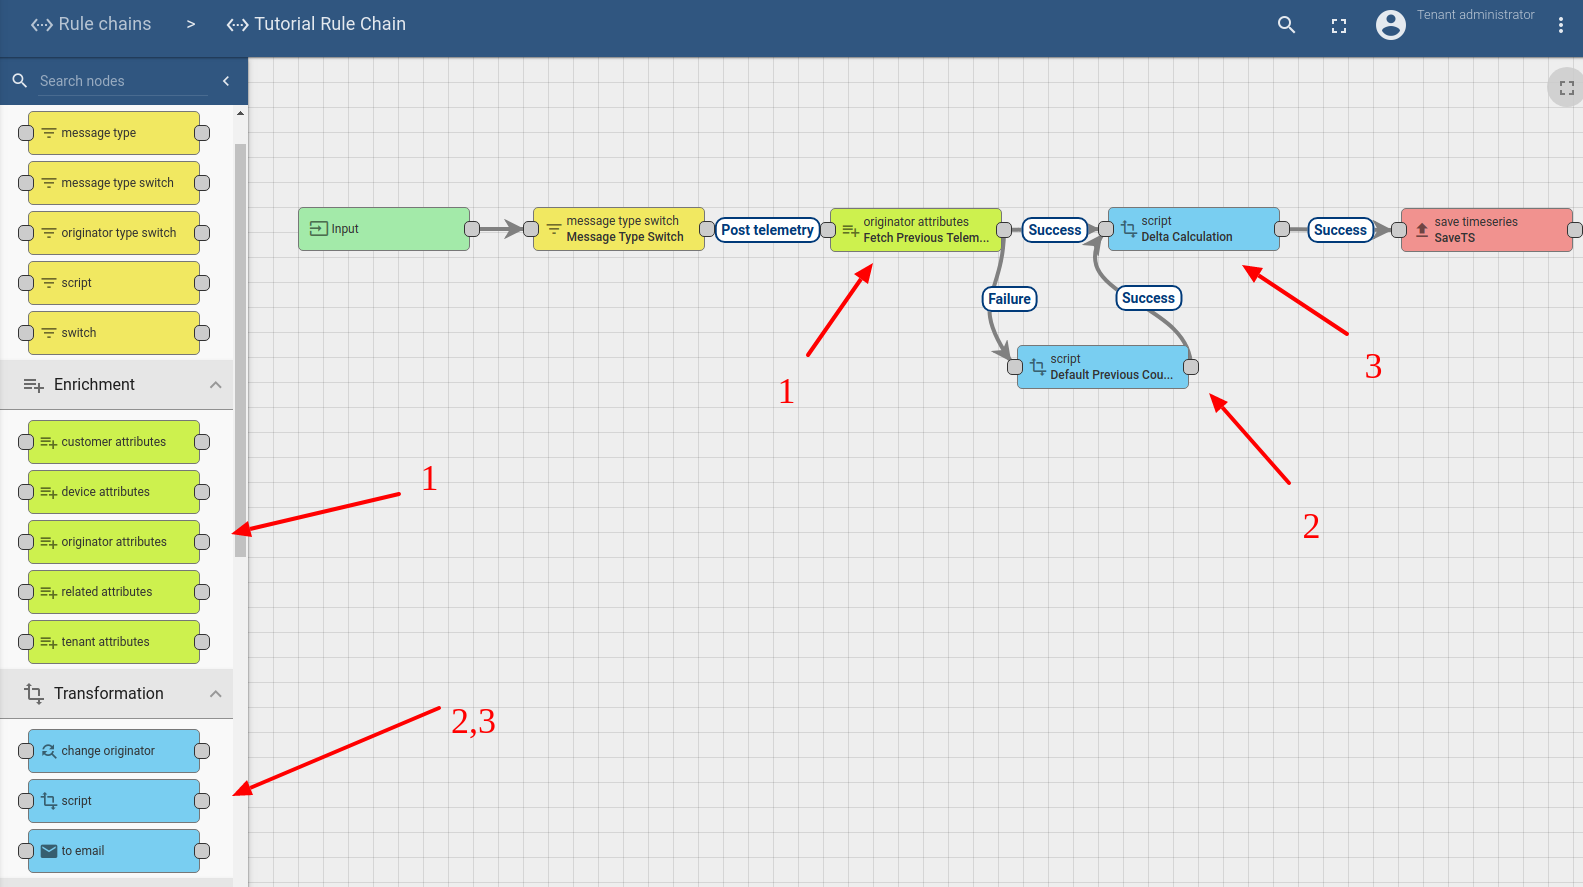 Rule chains > Tutorial Rule Chain
Tenant administrator
Search nodes
message type
message type switch
originator type switch
script
switch
Enrichment
customer attributes
device attributes
originator attributes
related attributes
tenant attributes
Transformation
change originator
script
to email
Input
message type switch
Message Type Switch
Post telemetry
originator attributes
Fetch Previous Telem...
Success
script
Delta Calculation
Success
save timeseries
SaveTS
Failure
Success
script
Default Previous Cou...
1
3
2
1
2,3